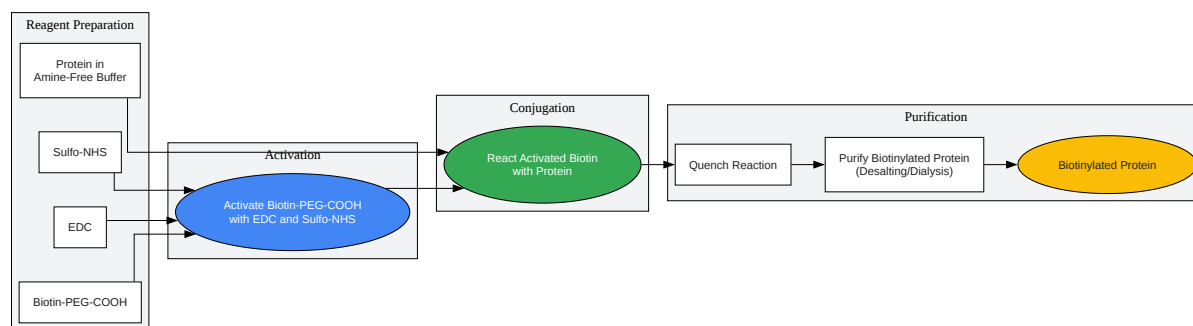 Reagent Preparation
Protein in
Amine-Free Buffer
Sulfo-NHS
EDC
Biotin-PEG-COOH
Activation
Activate Biotin-PEG-COOH
with EDC and Sulfo-NHS
Conjugation
React Activated Biotin
with Protein
Purification
Quench Reaction
Purify Biotinylated Protein
(Desalting/Dialysis)
Biotinylated Protein